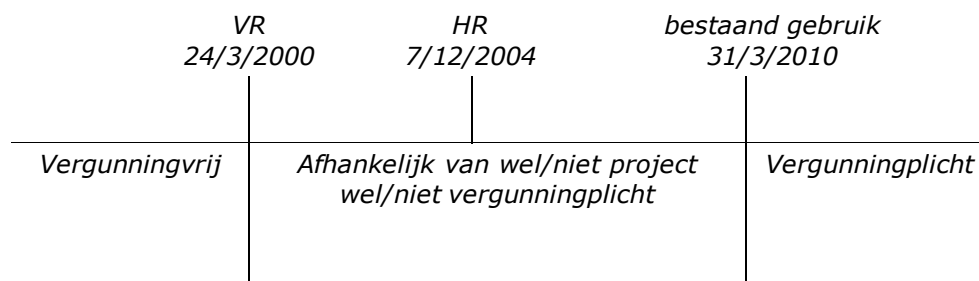 VR
24/3/2000
HR
7/12/2004
bestaand gebruik
31/3/2010
Vergunningvrij
Afhankelijk van wel/niet project
wel/niet vergunningplicht
Vergunningplicht